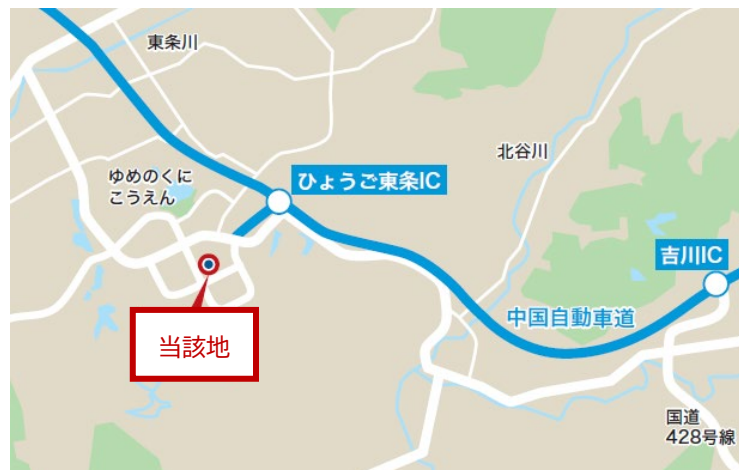 東条川
北谷川
ゆめのくに
こうえん
ひょうご東条IC
吉川IC
中国自動車道
当該地
国道
428号線